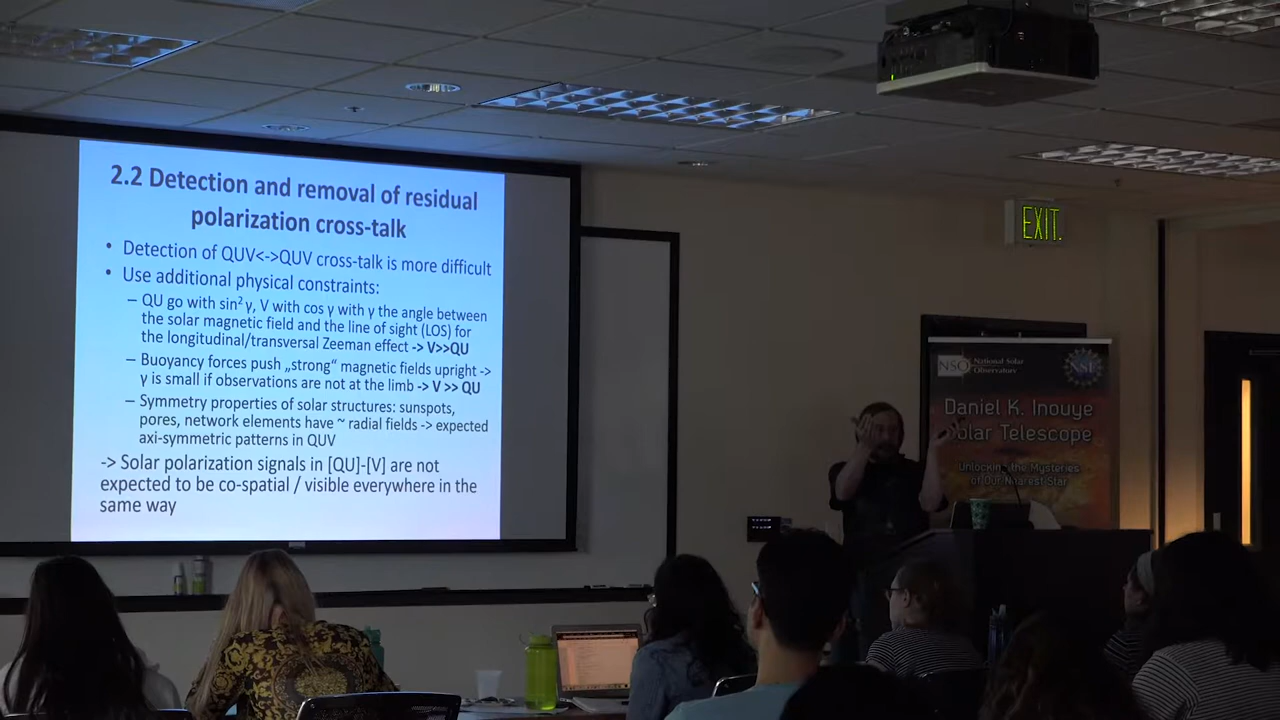 2.2 Detection and removal of residual
polarization cross-talk
• Detection of QUV<->QUV cross-talk is more difficult
• Use additional physical constraints:
– QU go with sin² γ, V with cos γ with γ the angle between
the solar magnetic field and the line of sight (LOS) for
the longitudinal/transversal Zeeman effect -> V>>QU
– Buoyancy forces push „strong“ magnetic fields upright ->
γ is small if observations are not at the limb -> V >> QU
– Symmetry properties of solar structures: sunspots,
pores, network elements have ~ radial fields -> expected
axi-symmetric patterns in QUV
-> Solar polarization signals in [QU]-[V] are not
expected to be co-spatial / visible everywhere in the
same way
EXIT
NSO National Solar
Observatory
NSF
Daniel K. Inouye
Solar Telescope
Unlocking the Mysteries
of Our Nearest Star